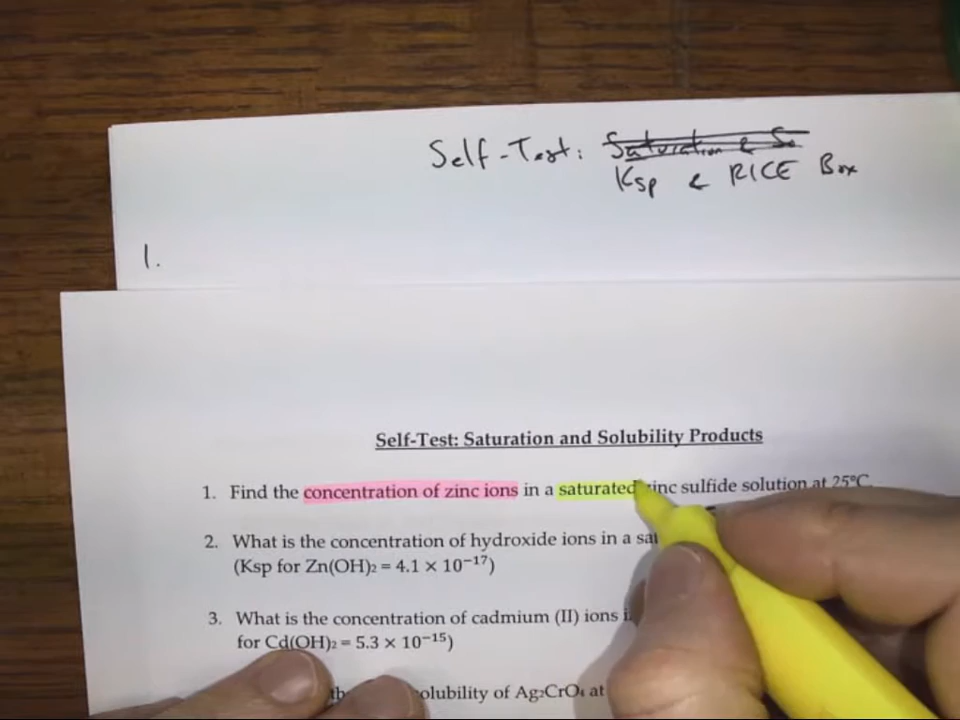 Self-Test: Saturation & So
Ksp & RICE Box
1.
Self-Test: Saturation and Solubility Products
1. Find the concentration of zinc ions in a saturated zinc sulfide solution at 25°C.
2. What is the concentration of hydroxide ions in a
(Ksp for Zn(OH)₂ = 4.1 × 10⁻¹⁷)
3. What is the concentration of cadmium (II) ions
for Cd(OH)₂ = 5.3 × 10⁻¹⁵)
olubility of Ag₂CrO₄ at